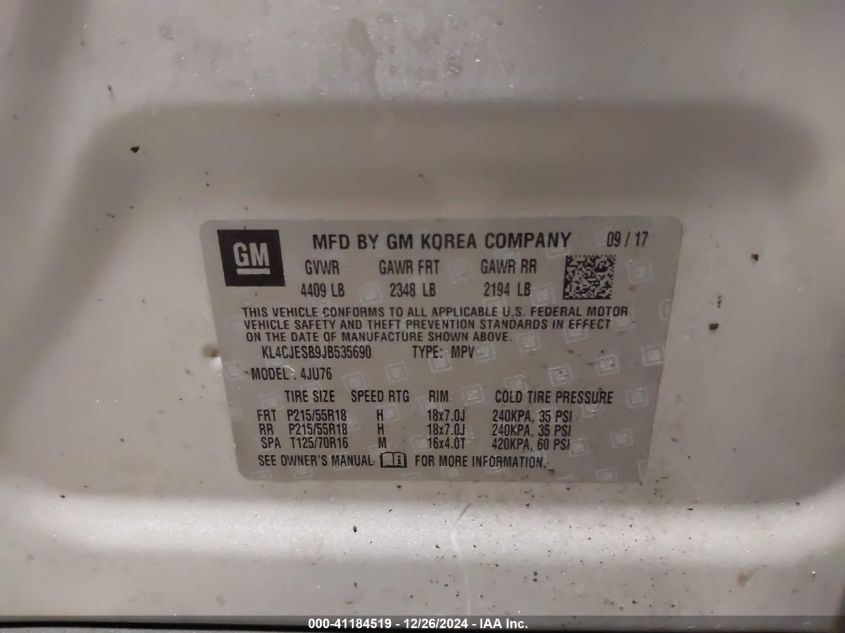 GM
MFD BY GM KOREA COMPANY 09 / 17
GVWR GAWR FRT GAWR RR
4409 LB 2348 LB 2194 LB
THIS VEHICLE CONFORMS TO ALL APPLICABLE U.S. FEDERAL MOTOR
VEHICLE SAFETY AND THEFT PREVENTION STANDARDS IN EFFECT
ON THE DATE OF MANUFACTURE SHOWN ABOVE.
KL4CJESB9JB535690 TYPE: MPV
MODEL: 4JU76
TIRE SIZE SPEED RTG RIM COLD TIRE PRESSURE
FRT P215/55R18 H 18x7.0J 240KPA, 35 PSI
RR P215/55R18 H 18x7.0J 240KPA, 35 PSI
SPA T125/70R16 M 16x4.0T 420KPA, 60 PSI
SEE OWNER'S MANUAL FOR MORE INFORMATION.
000-41184519 - 12/26/2024 - IAA Inc.